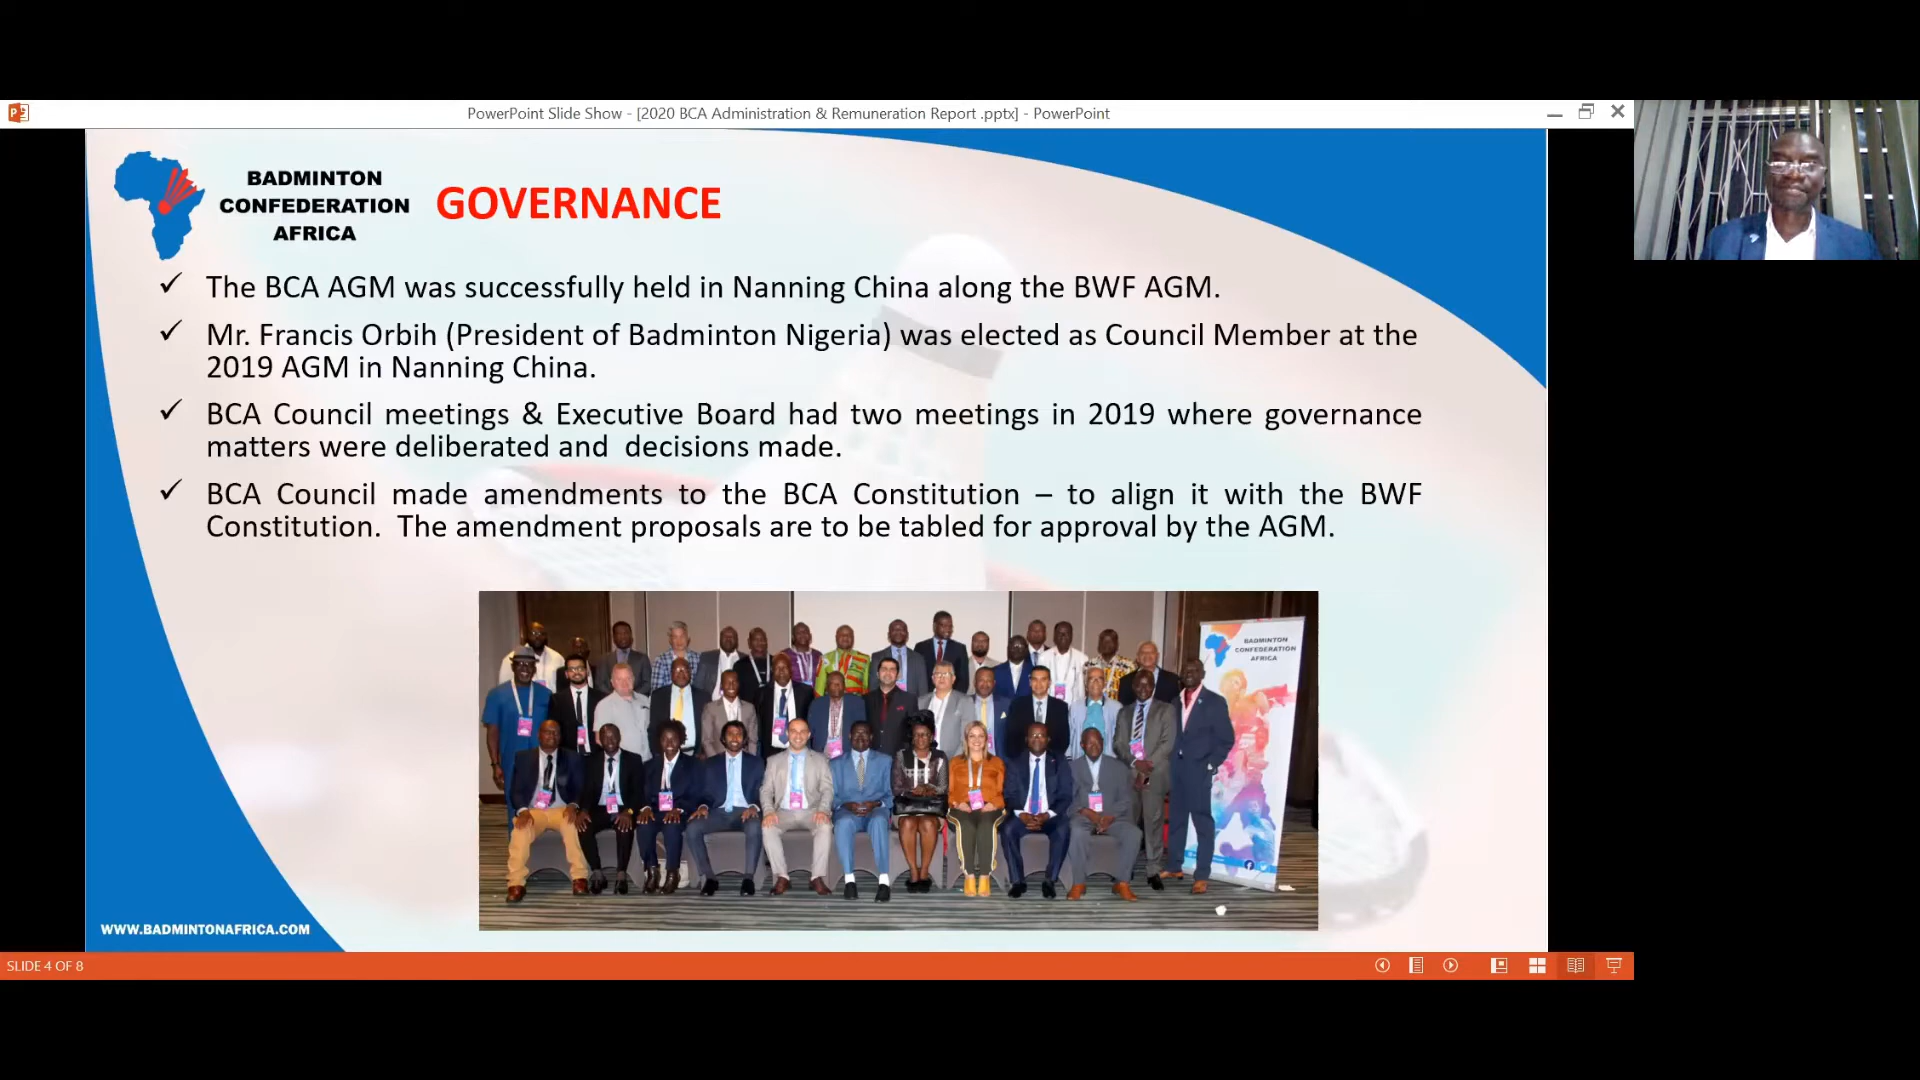 PowerPoint Slide Show - [2020 BCA Administration & Remuneration Report .pptx] - PowerPoint
BADMINTON
CONFEDERATION
AFRICA
GOVERNANCE
The BCA AGM was successfully held in Nanning China along the BWF AGM.
Mr. Francis Orbih (President of Badminton Nigeria) was elected as Council Member at the
2019 AGM in Nanning China.
BCA Council meetings & Executive Board had two meetings in 2019 where governance
matters were deliberated and  decisions made.
BCA Council made amendments to the BCA Constitution – to align it with the BWF
Constitution.  The amendment proposals are to be tabled for approval by the AGM.
BADMINTON
CONFEDERATION
AFRICA
WWW.BADMINTONAFRICA.COM
SLIDE 4 OF 8